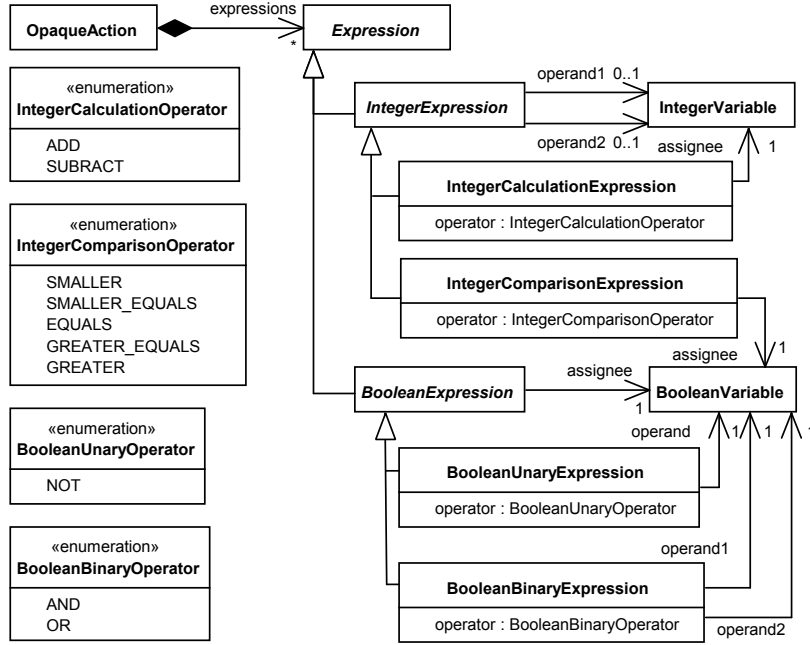 OpaqueAction
expressions
*
Expression
«enumeration»
IntegerCalculationOperator
ADD
SUBRACT
«enumeration»
IntegerComparisonOperator
SMALLER
SMALLER_EQUALS
EQUALS
GREATER_EQUALS
GREATER
«enumeration»
BooleanUnaryOperator
NOT
«enumeration»
BooleanBinaryOperator
AND
OR
IntegerExpression
operand1 0..1
operand2 0..1
IntegerVariable
assignee 1
IntegerCalculationExpression
operator : IntegerCalculationOperator
IntegerComparisonExpression
operator : IntegerComparisonOperator
assignee 1
BooleanExpression
assignee
1
BooleanVariable
operand 1 1 1
BooleanUnaryExpression
operator : BooleanUnaryOperator
operand1
BooleanBinaryExpression
operator : BooleanBinaryOperator
operand2